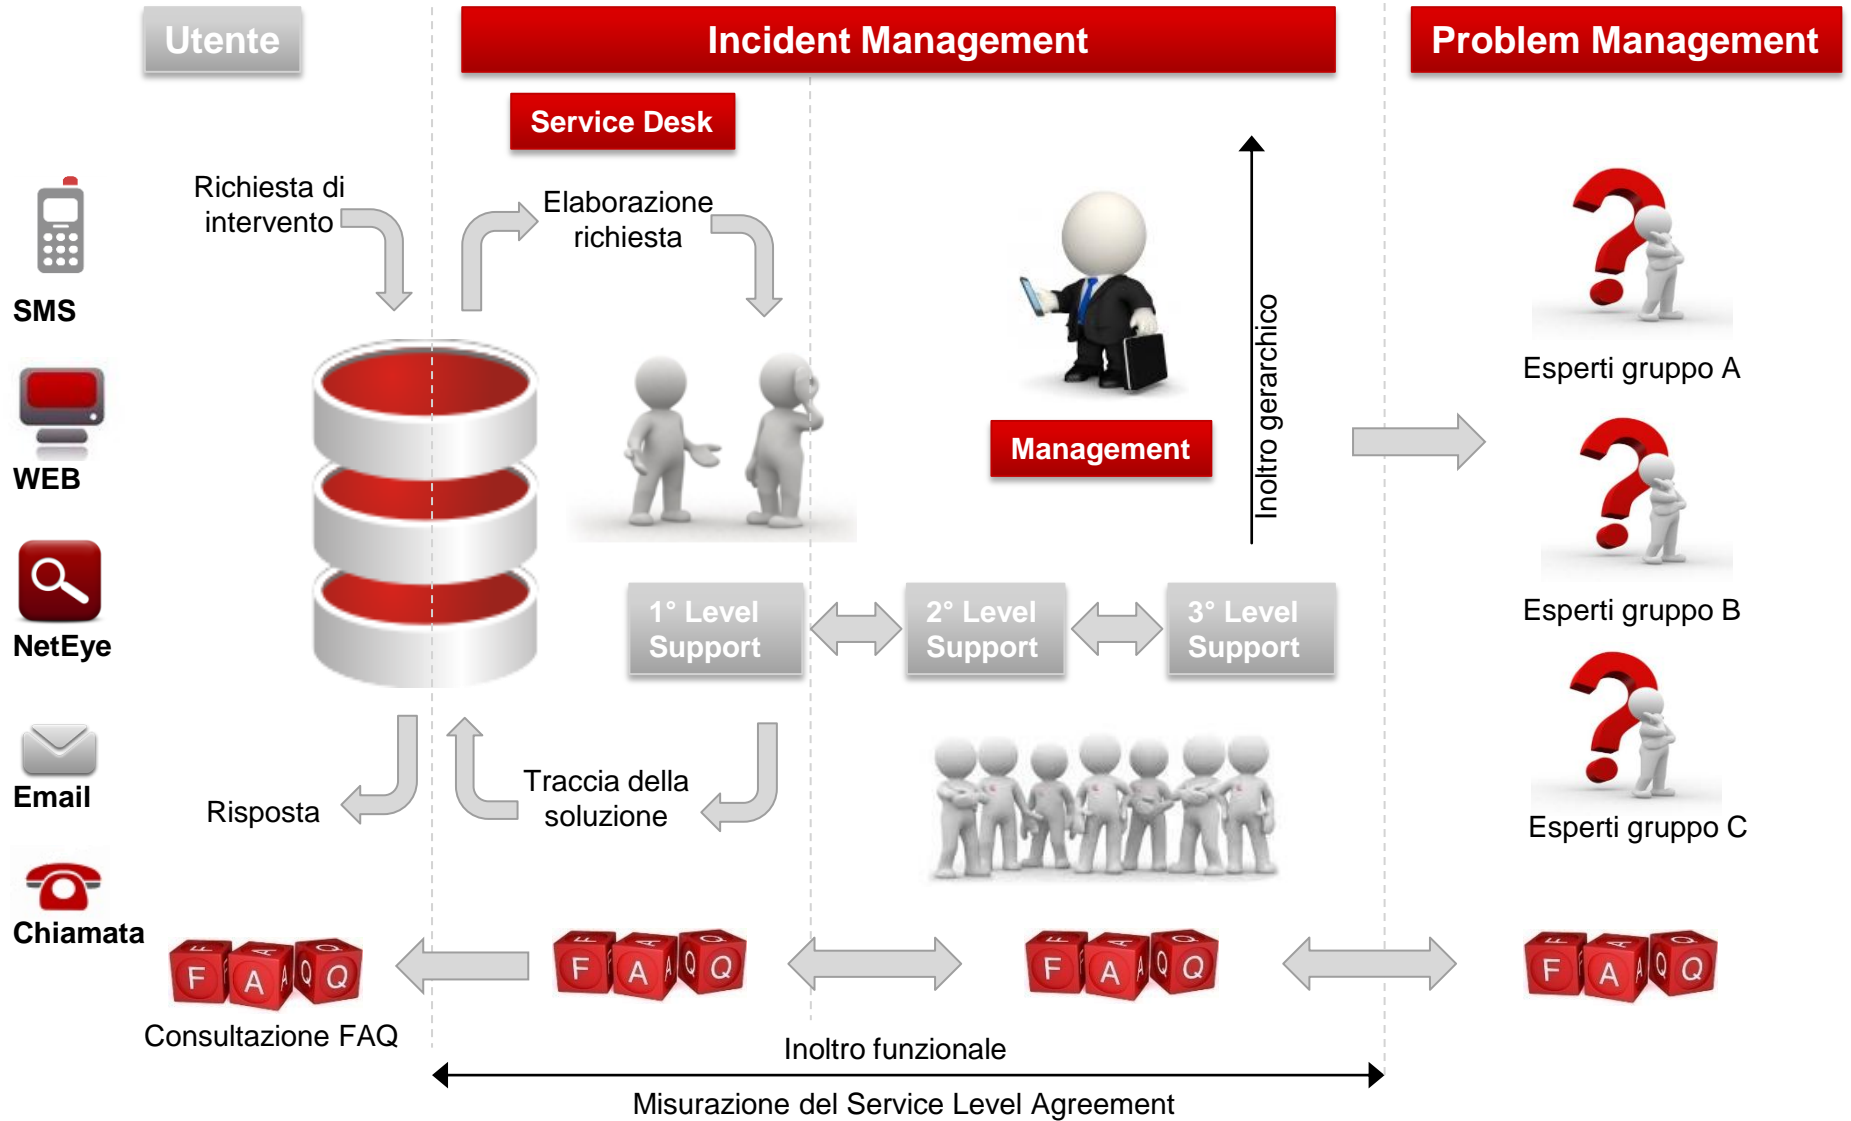 Utente
Incident Management
Problem Management
Service Desk
Richiesta di
intervento
Elaborazione
richiesta
SMS
WEB
NetEye
Email
Chiamata
Management
Inoltro gerarchico
Esperti gruppo A
Esperti gruppo B
Esperti gruppo C
1° Level
Support
2° Level
Support
3° Level
Support
Risposta
Traccia della
soluzione
F A Q
F A A Q Q
F A Q
F A A Q Q
F A Q
F A Q Q
F A Q
F A Q Q
Consultazione FAQ
Inoltro funzionale
Misurazione del Service Level Agreement